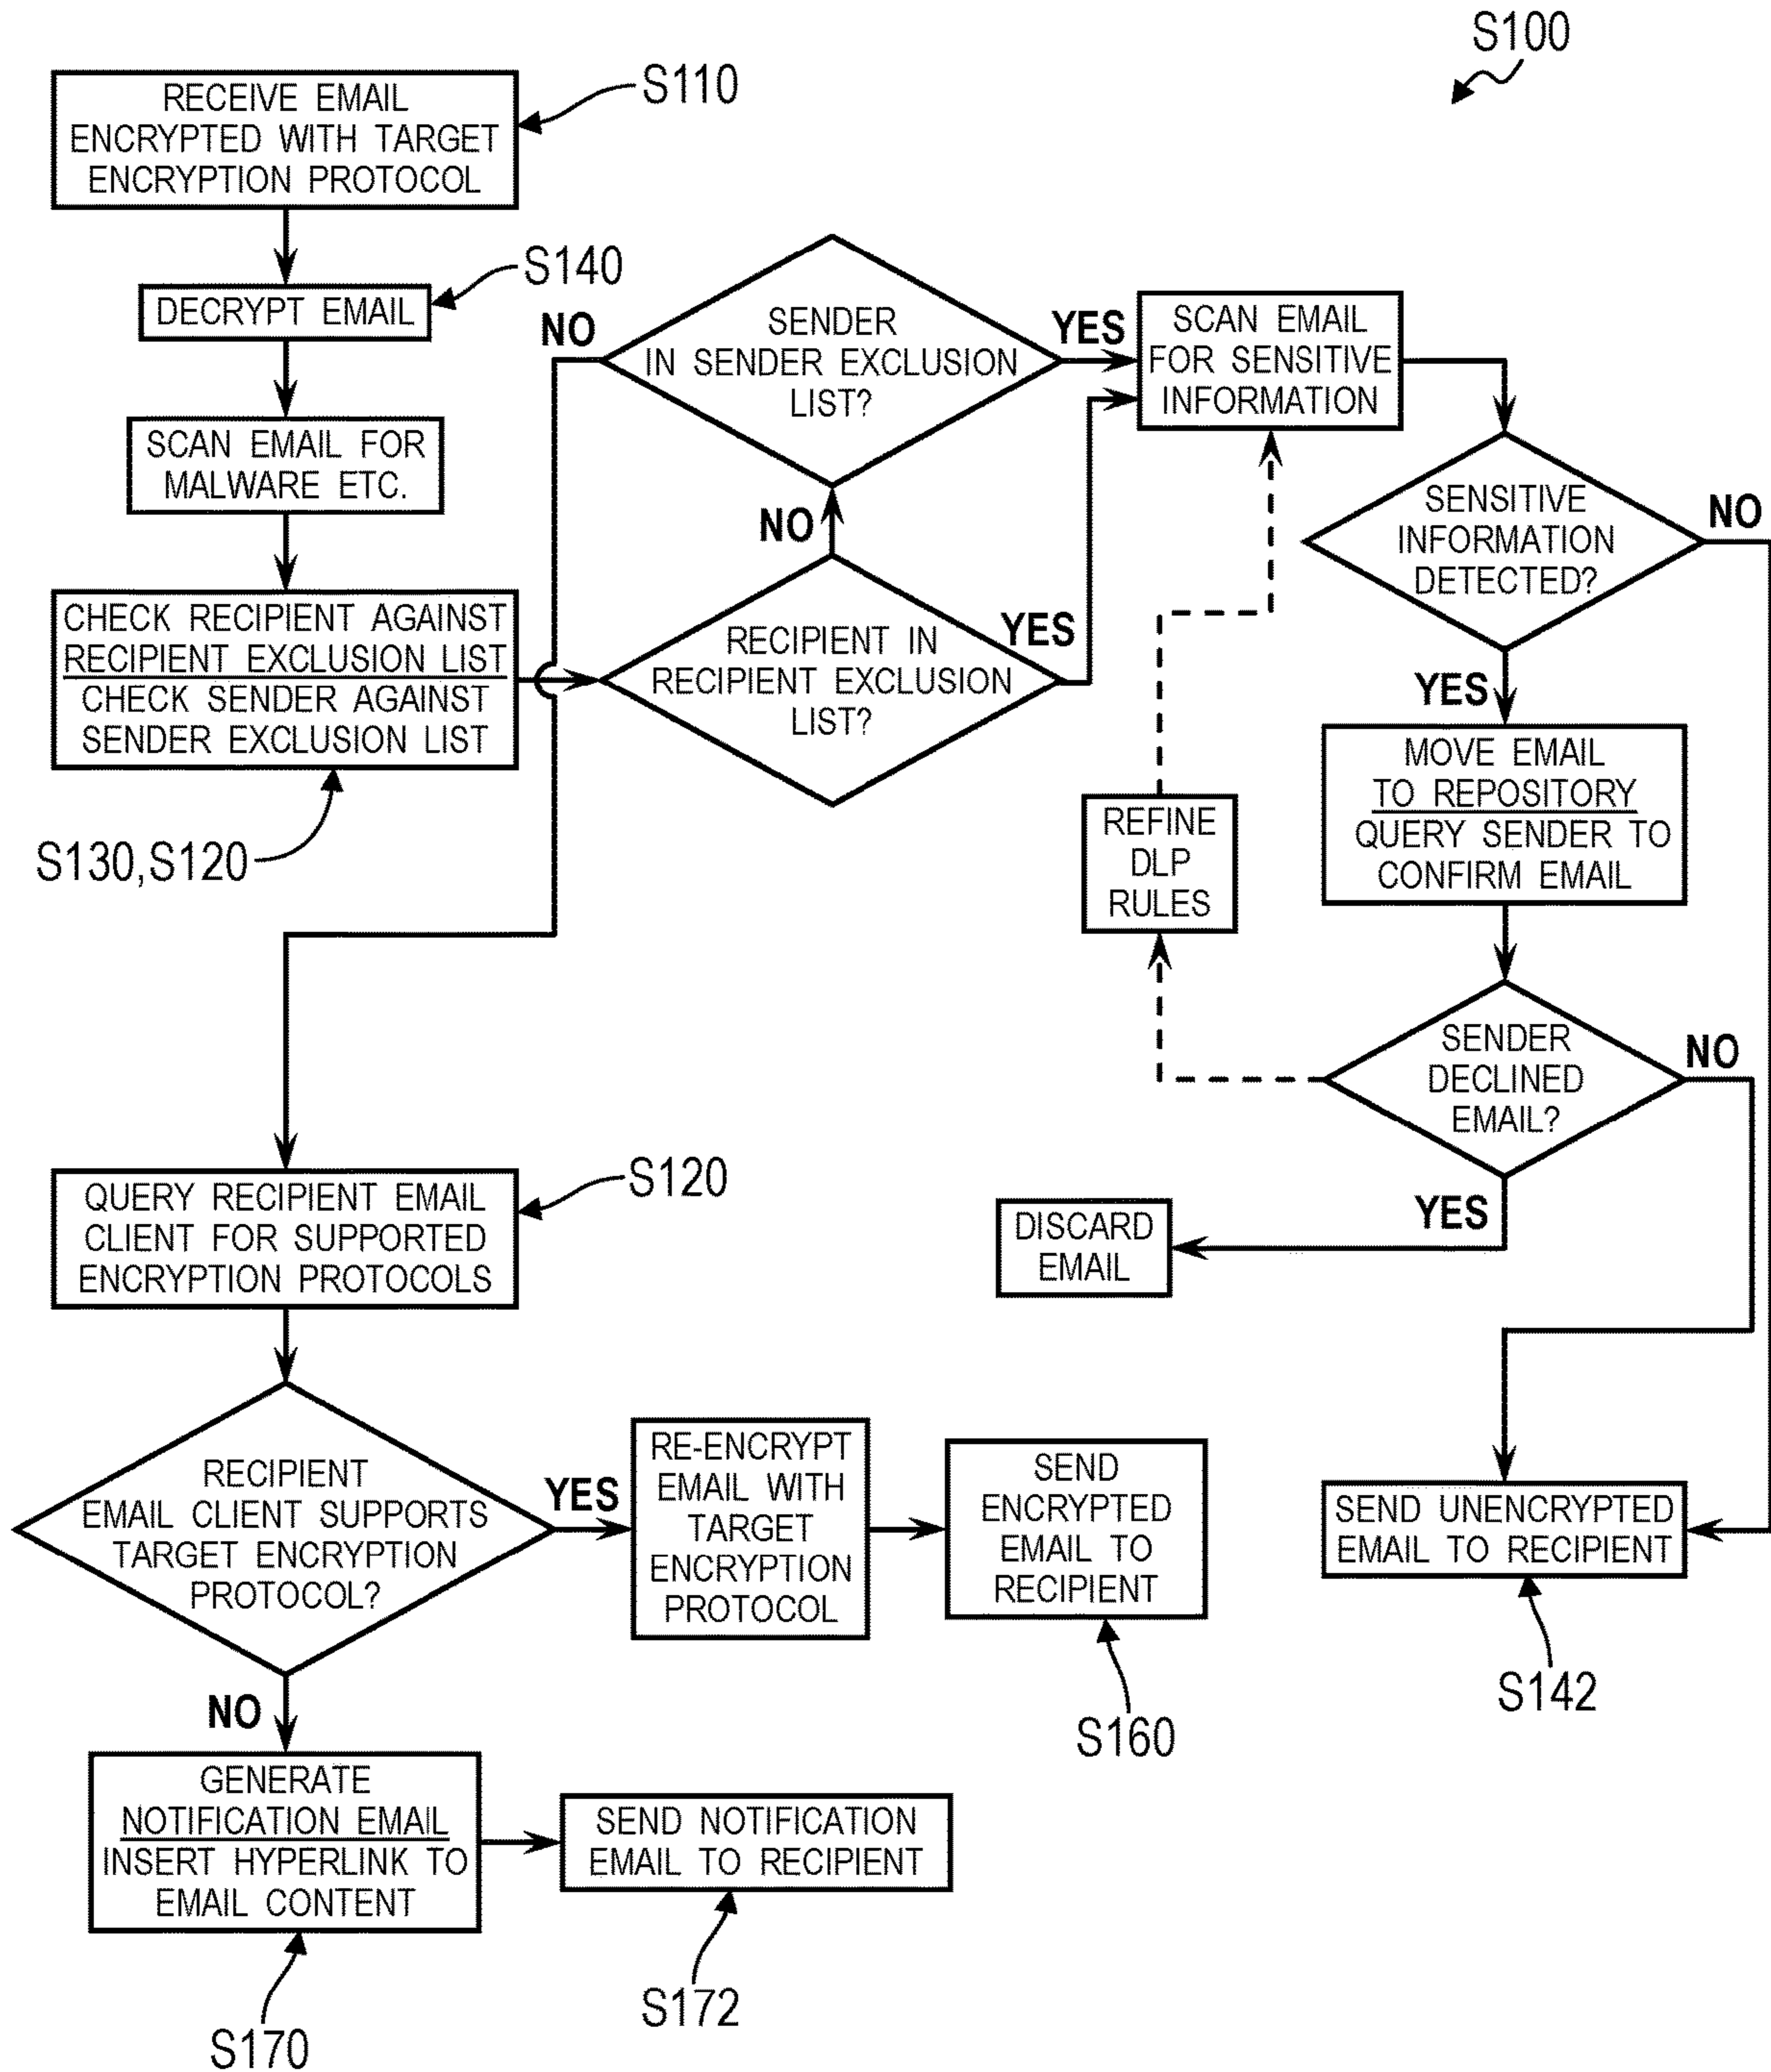 S100
RECEIVE EMAIL
ENCRYPTED WITH TARGET
ENCRYPTION PROTOCOL
S110
DECRYPT EMAIL
S140
SCAN EMAIL FOR
MALWARE ETC.
CHECK RECIPIENT AGAINST
RECIPIENT EXCLUSION LIST
CHECK SENDER AGAINST
SENDER EXCLUSION LIST
S130,S120
RECIPIENT IN
RECIPIENT EXCLUSION
LIST?
NO
YES
SENDER
IN SENDER EXCLUSION
LIST?
NO
YES
SCAN EMAIL
FOR SENSITIVE
INFORMATION
SENSITIVE
INFORMATION
DETECTED?
NO
YES
MOVE EMAIL
TO REPOSITORY
QUERY SENDER TO
CONFIRM EMAIL
REFINE
DLP
RULES
SENDER
DECLINED
EMAIL?
NO
YES
DISCARD
EMAIL
SEND UNENCRYPTED
EMAIL TO RECIPIENT
S142
QUERY RECIPIENT EMAIL
CLIENT FOR SUPPORTED
ENCRYPTION PROTOCOLS
S120
RECIPIENT
EMAIL CLIENT SUPPORTS
TARGET ENCRYPTION
PROTOCOL?
YES
RE-ENCRYPT
EMAIL WITH
TARGET
ENCRYPTION
PROTOCOL
SEND
ENCRYPTED
EMAIL TO
RECIPIENT
S160
NO
GENERATE
NOTIFICATION EMAIL
INSERT HYPERLINK TO
EMAIL CONTENT
S170
SEND NOTIFICATION
EMAIL TO RECIPIENT
S172